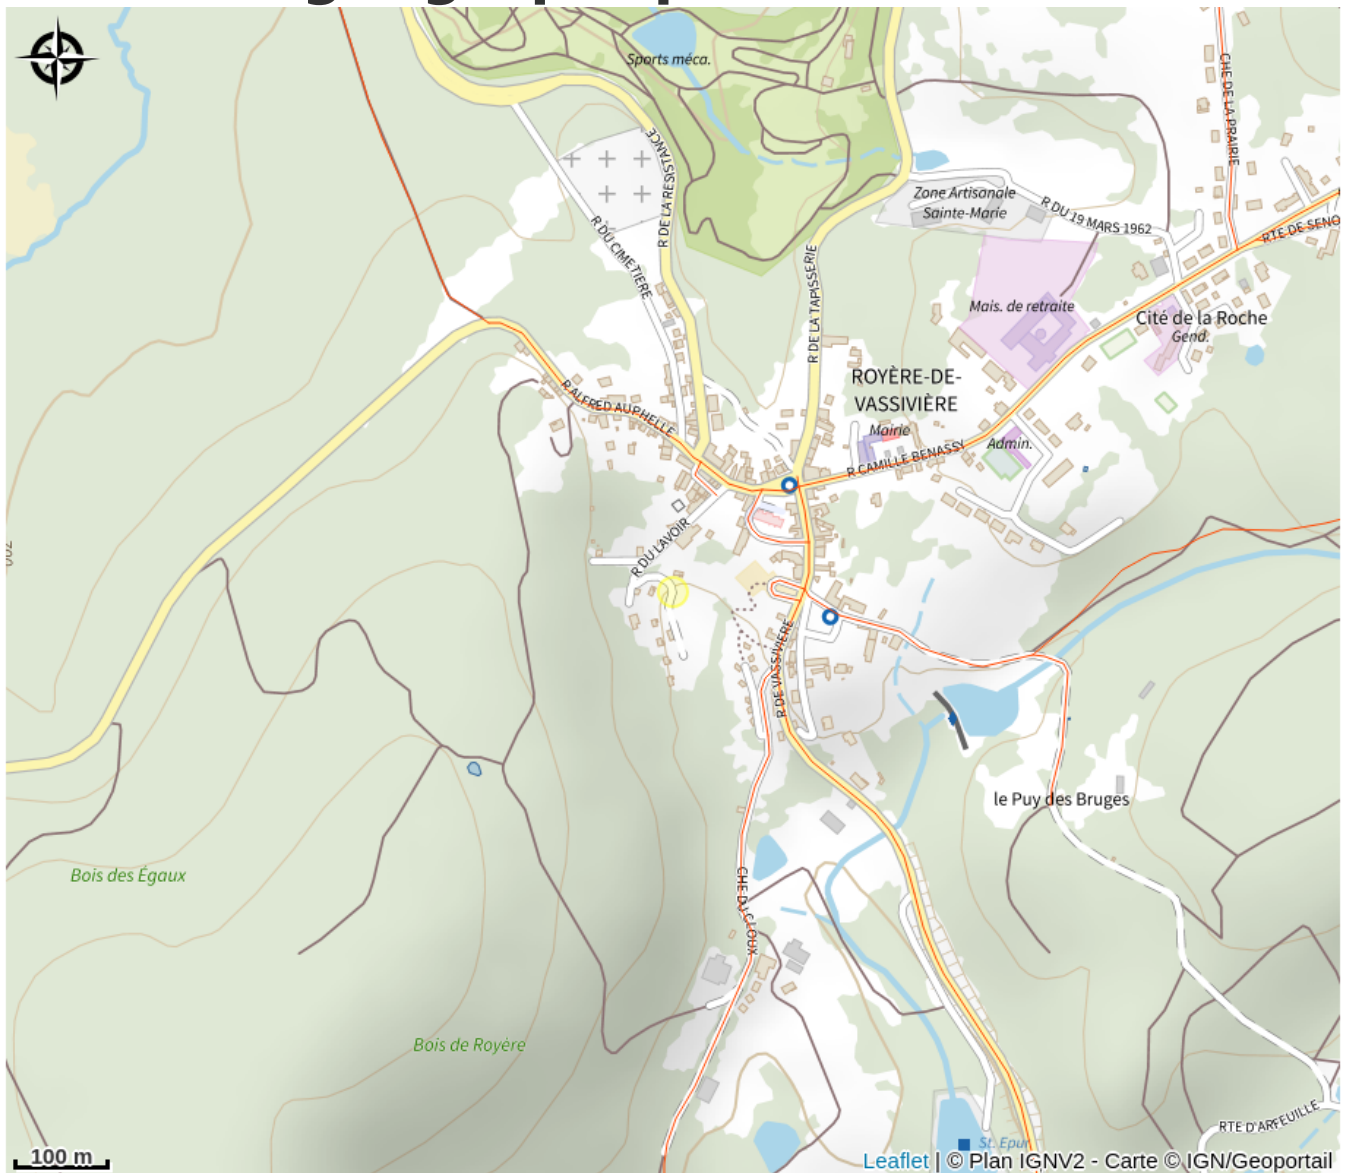 Sports méca.
CHE DE LA PRAIRIE
R DE LA RESISTANCE
Zone Artisanale
Sainte-Marie
R DU 19 MARS 1962
R DU CIMETIERE
RTE DE SENO
R DE LA TAPISSERIE
Mais. de retraite
Cité de la Roche
Gend.
ROYÈRE-DE-
VASSIVIÈRE
R ALFRED AUPHELLE
Mairie
Admin.
R CAMILLE BENASSY
R DU LAVOIR
700
R DE VASSIVIÈRE
le Puy des Bruges
Bois des Égaux
CHE DU CLOUX
Bois de Royère
RTE D'ARFEUILLE
St. Epur
100 m
Leaflet | © Plan IGNV2 - Carte © IGN/Geoportail